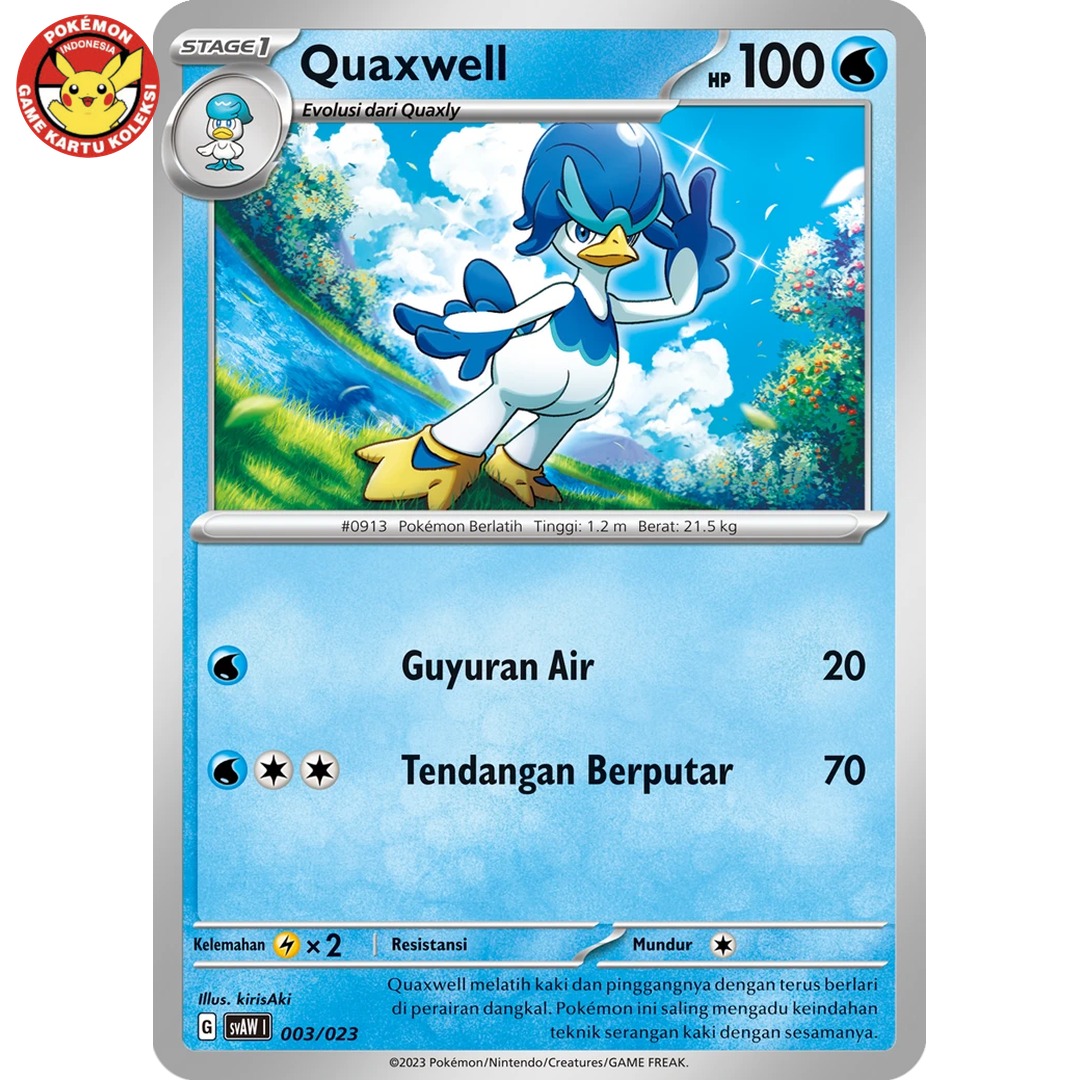 POKÉMON
INDONESIA
GAME KARTU KOLEKSI
STAGE1
Quaxwell
HP 100
Evolusi dari Quaxly
#0913 Pokémon Berlatih Tinggi: 1.2 m Berat: 21.5 kg
Guyuran Air 20
Tendangan Berputar 70
Kelemahan ×2 Resistansi Mundur
Quaxwell melatih kaki dan pinggangnya dengan terus berlari
di perairan dangkal. Pokémon ini saling mengadu keindahan
teknik serangan kaki dengan sesamanya.
Illus. kirisAki
G svAW I 003/023
©2023 Pokémon/Nintendo/Creatures/GAME FREAK.